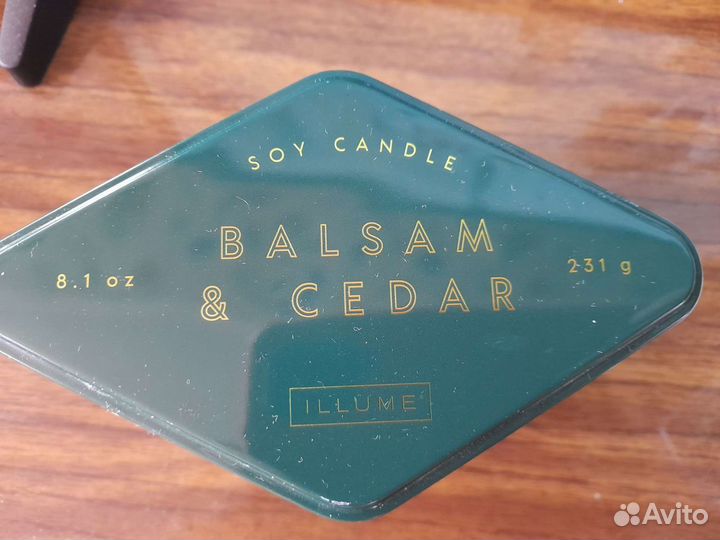 SOY CANDLE
BALSAM
8.1 oz
231 g
& CEDAR
ILLUME
Avito